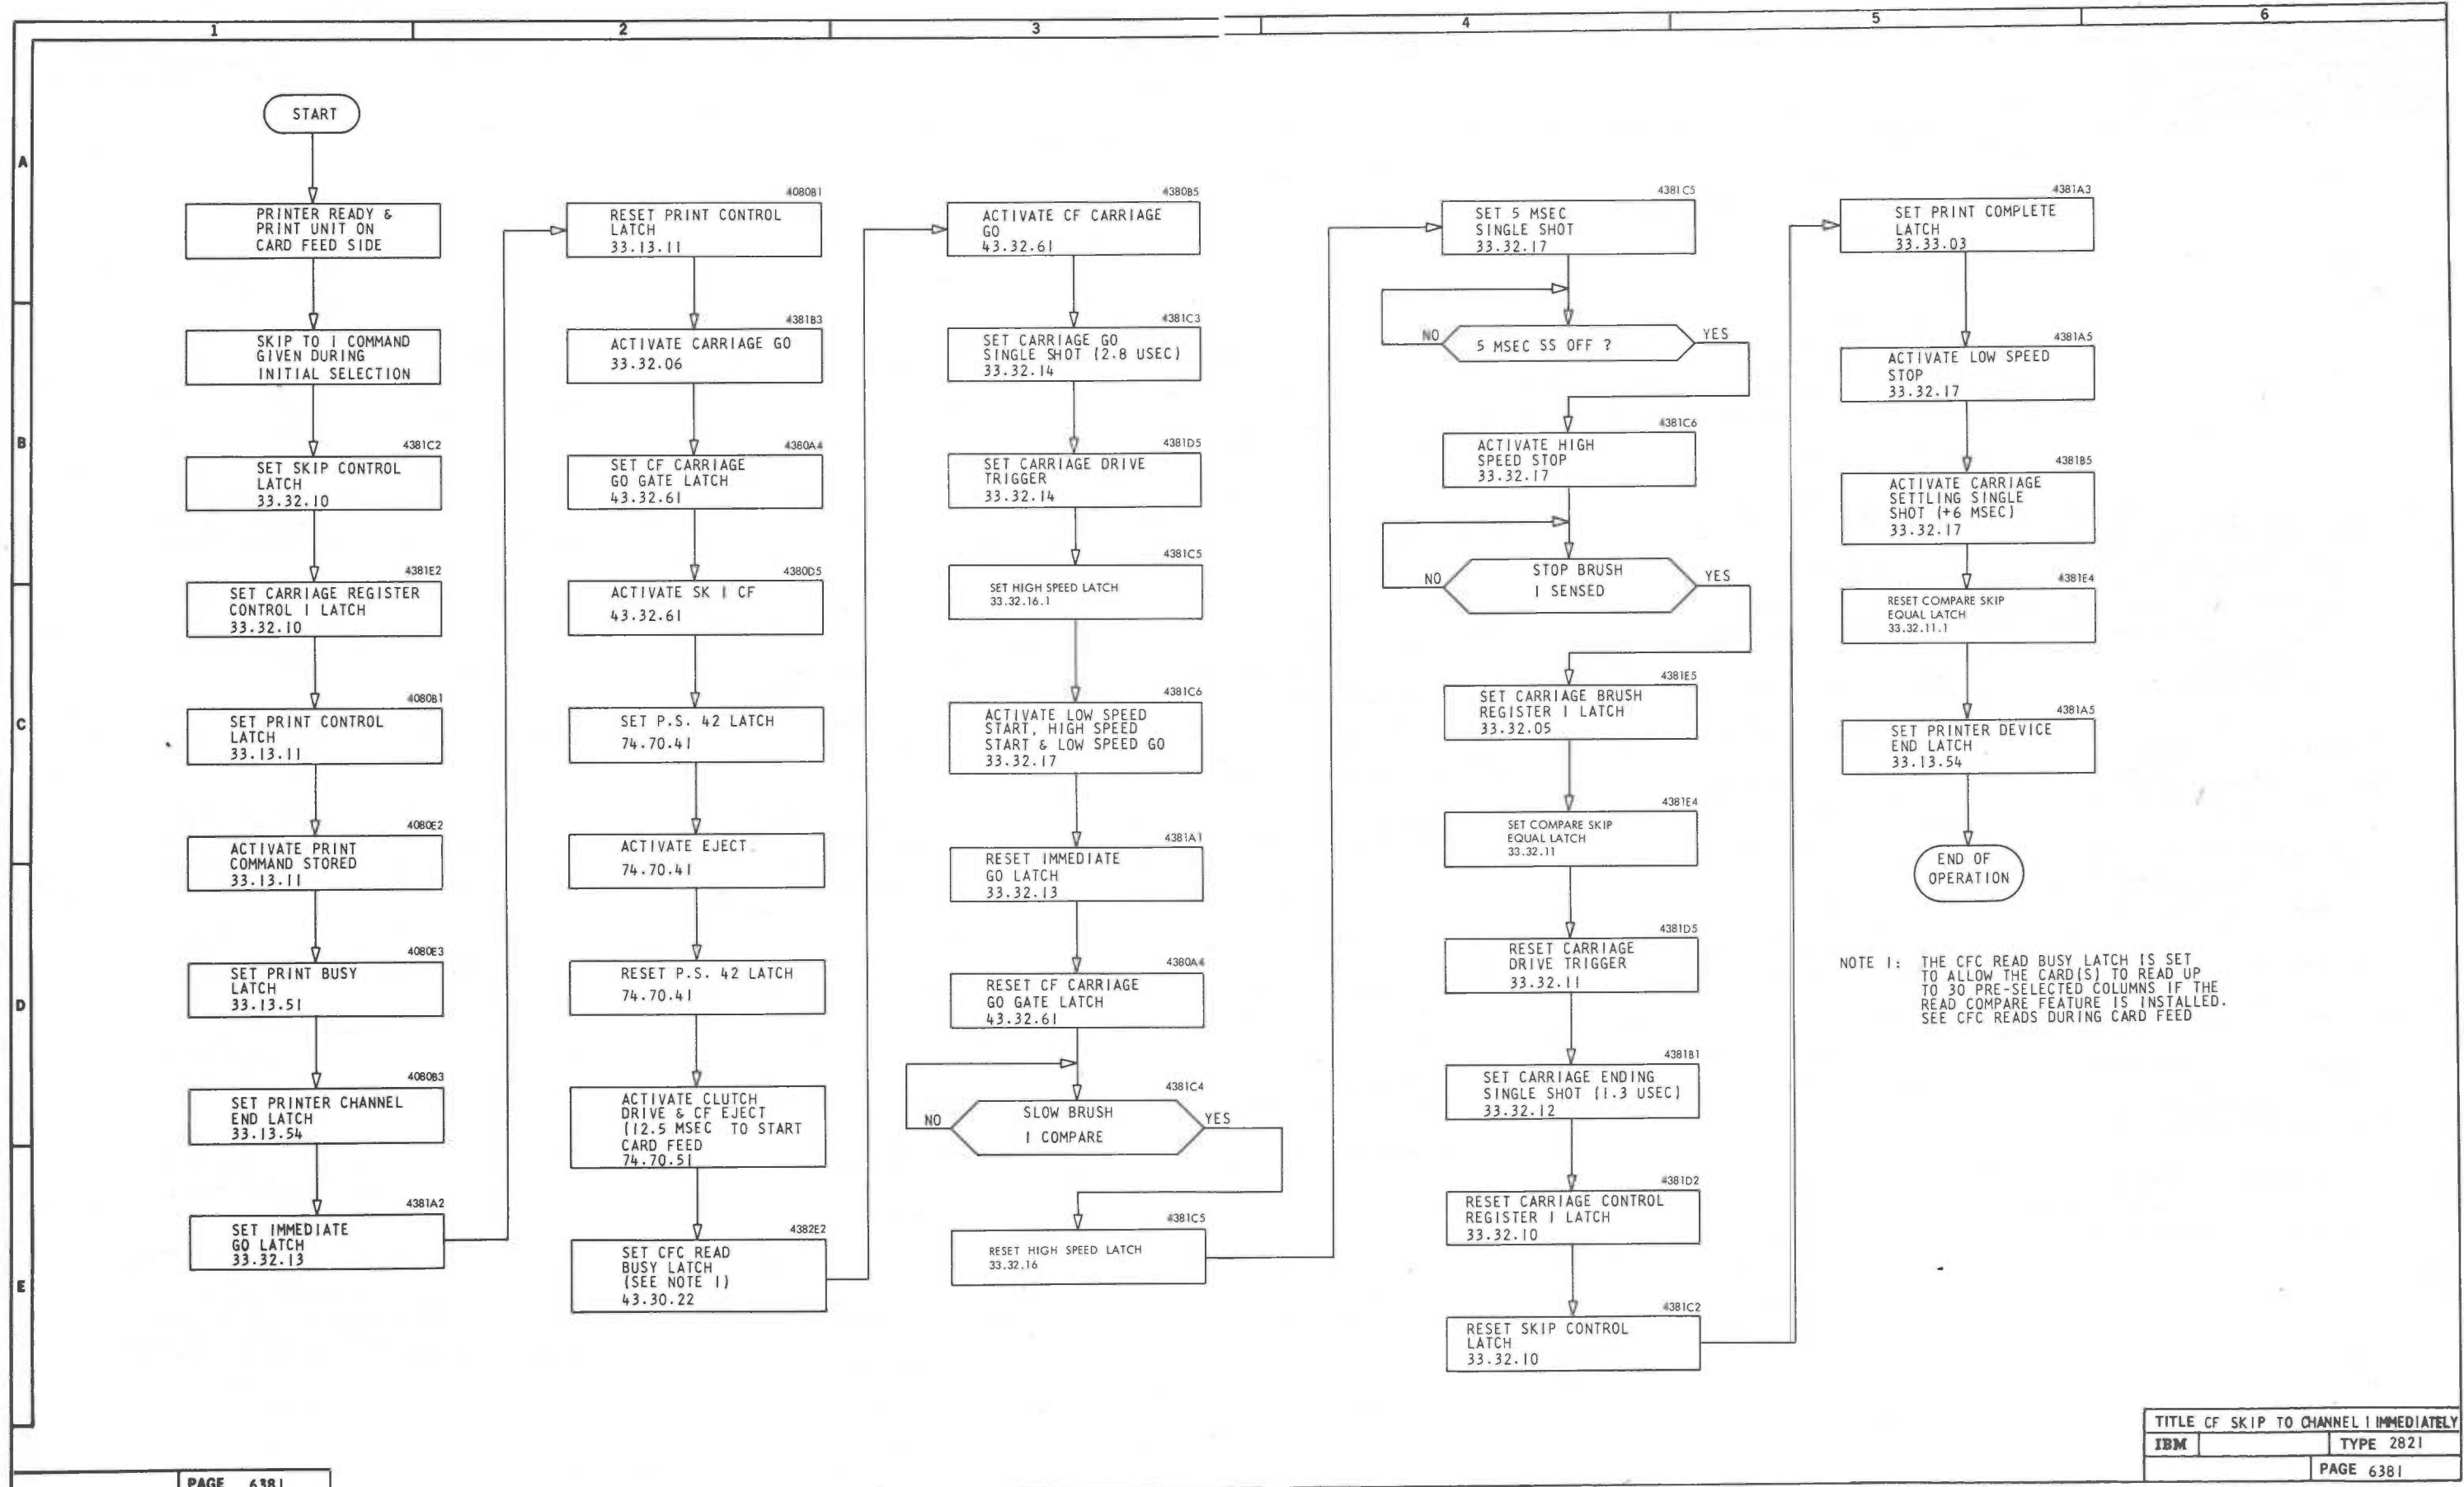 1
2
3
4
5
6
A
B
C
D
E
START
PRINTER READY &
PRINT UNIT ON
CARD FEED SIDE
SKIP TO 1 COMMAND
GIVEN DURING
INITIAL SELECTION
4381C2
SET SKIP CONTROL
LATCH
33.32.10
4381E2
SET CARRIAGE REGISTER
CONTROL 1 LATCH
33.32.10
4080B1
SET PRINT CONTROL
LATCH
33.13.11
4080E2
ACTIVATE PRINT
COMMAND STORED
33.13.11
4080E3
SET PRINT BUSY
LATCH
33.13.51
4080B3
SET PRINTER CHANNEL
END LATCH
33.13.54
4381A2
SET IMMEDIATE
GO LATCH
33.32.13
4080B1
RESET PRINT CONTROL
LATCH
33.13.11
4381B3
ACTIVATE CARRIAGE GO
33.32.06
4380A4
SET CF CARRIAGE
GO GATE LATCH
43.32.61
4380D5
ACTIVATE SK 1 CF
43.32.61
SET P.S. 42 LATCH
74.70.41
ACTIVATE EJECT
74.70.41
RESET P.S. 42 LATCH
74.70.41
ACTIVATE CLUTCH
DRIVE & CF EJECT
(12.5 MSEC TO START
CARD FEED
74.70.51
4382E2
SET CFC READ
BUSY LATCH
(SEE NOTE 1)
43.30.22
4380B5
ACTIVATE CF CARRIAGE
GO
43.32.61
4381C3
SET CARRIAGE GO
SINGLE SHOT (2.8 USEC)
33.32.14
4381D5
SET CARRIAGE DRIVE
TRIGGER
33.32.14
4381C5
SET HIGH SPEED LATCH
33.32.16.1
4381C6
ACTIVATE LOW SPEED
START, HIGH SPEED
START & LOW SPEED GO
33.32.17
4381A1
RESET IMMEDIATE
GO LATCH
33.32.13
4380A4
RESET CF CARRIAGE
GO GATE LATCH
43.32.61
4381C4
NO
SLOW BRUSH
1 COMPARE
YES
4381C5
RESET HIGH SPEED LATCH
33.32.16
4381C5
SET 5 MSEC
SINGLE SHOT
33.32.17
NO
5 MSEC SS OFF ?
YES
4381C6
ACTIVATE HIGH
SPEED STOP
33.32.17
NO
STOP BRUSH
1 SENSED
YES
4381E5
SET CARRIAGE BRUSH
REGISTER 1 LATCH
33.32.05
4381E4
SET COMPARE SKIP
EQUAL LATCH
33.32.11
4381D5
RESET CARRIAGE
DRIVE TRIGGER
33.32.11
4381B1
SET CARRIAGE ENDING
SINGLE SHOT (1.3 USEC)
33.32.12
4381D2
RESET CARRIAGE CONTROL
REGISTER 1 LATCH
33.32.10
4381C2
RESET SKIP CONTROL
LATCH
33.32.10
4381A3
SET PRINT COMPLETE
LATCH
33.33.03
4381A5
ACTIVATE LOW SPEED
STOP
33.32.17
4381B5
ACTIVATE CARRIAGE
SETTLING SINGLE
SHOT (+6 MSEC)
33.32.17
4381E4
RESET COMPARE SKIP
EQUAL LATCH
33.32.11.1
4381A5
SET PRINTER DEVICE
END LATCH
33.13.54
END OF
OPERATION
NOTE 1: THE CFC READ BUSY LATCH IS SET
TO ALLOW THE CARD(S) TO READ UP
TO 30 PRE-SELECTED COLUMNS IF THE
READ COMPARE FEATURE IS INSTALLED.
SEE CFC READS DURING CARD FEED
TITLE CF SKIP TO CHANNEL 1 IMMEDIATELY
IBM TYPE 2821
PAGE 6381
PAGE 6381